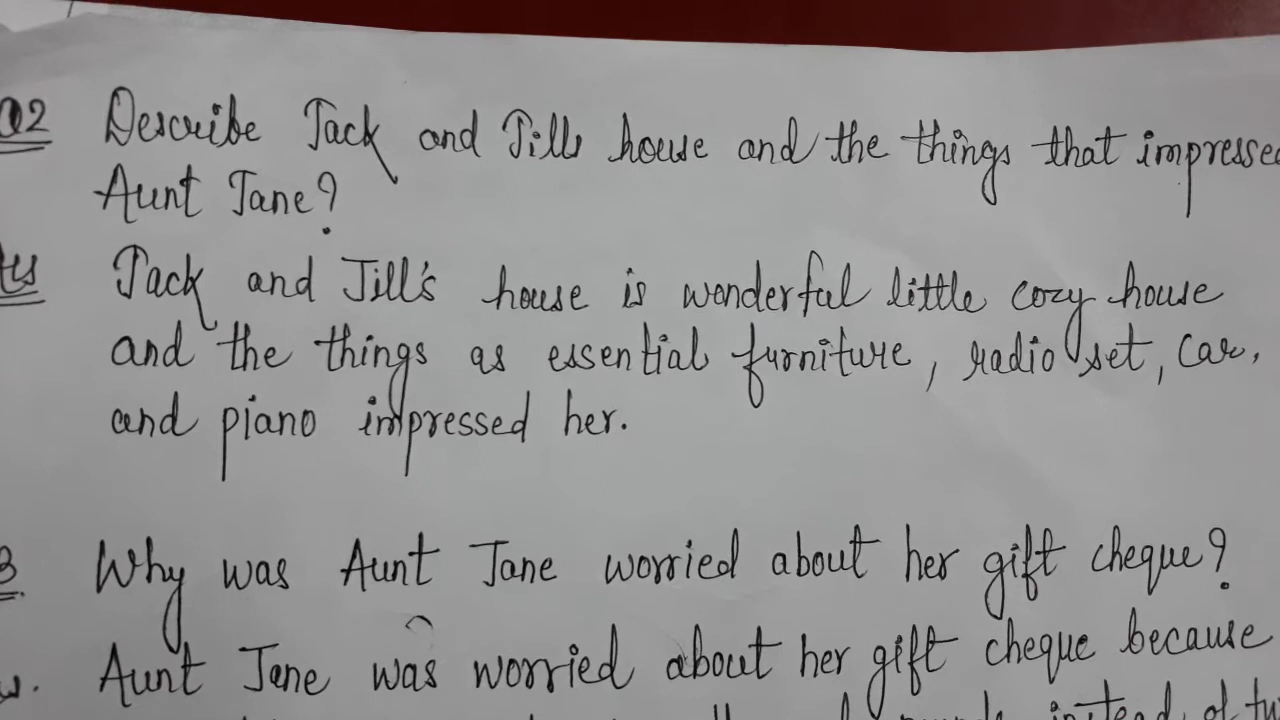 Q2 Describe Jack and Jills house and the things that impressed
Aunt Jane?
Jack and Jill's house is wonderful little cozy house
and the things as essential furniture, radio set, car,
and piano impressed her.
3 Why was Aunt Jane worried about her gift cheque?
Aunt Jane was worried about her gift cheque because
instead of